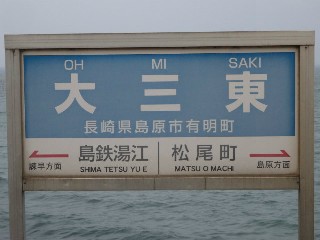 OH MI SAKI
大三東
長崎県島原市有明町
島鉄湯江 松尾町
SHIMA TETSU YU E MATSU O MACHI
諫早方面 島原方面